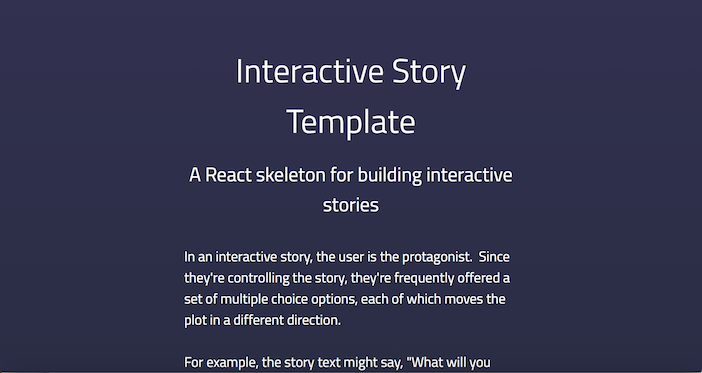 Interactive Story
Template
A React skeleton for building interactive
stories
In an interactive story, the user is the protagonist.  Since
they're controlling the story, they're frequently offered a
set of multiple choice options, each of which moves the
plot in a different direction.
For example, the story text might say, "What will you